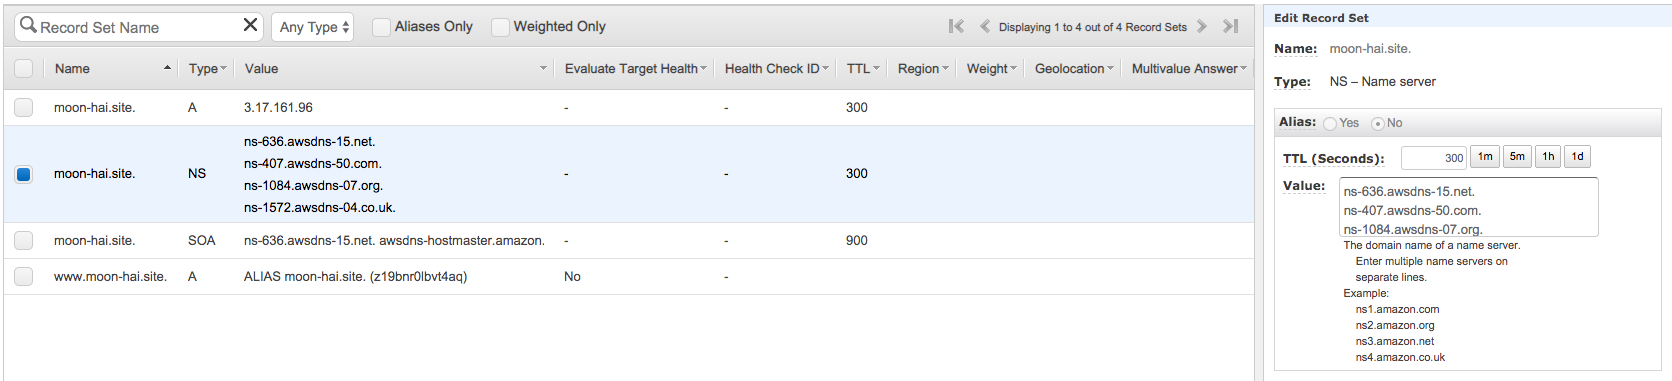 Record Set Name Any Type Aliases Only Weighted Only Displaying 1 to 4 out of 4 Record Sets
Name Type Value Evaluate Target Health Health Check ID TTL Region Weight Geolocation Multivalue Answer
moon-hai.site. A 3.17.161.96 - - 300
moon-hai.site. NS ns-636.awsdns-15.net.
ns-407.awsdns-50.com.
ns-1084.awsdns-07.org.
ns-1572.awsdns-04.co.uk. - - 300
moon-hai.site. SOA ns-636.awsdns-15.net. awsdns-hostmaster.amazon. - - 900
www.moon-hai.site. A ALIAS moon-hai.site. (z19bnr0lbvt4aq) No -
Edit Record Set
Name: moon-hai.site.
Type: NS – Name server
Alias: Yes No
TTL (Seconds): 300 1m 5m 1h 1d
Value: ns-636.awsdns-15.net.
ns-407.awsdns-50.com.
ns-1084.awsdns-07.org.
The domain name of a name server.
Enter multiple name servers on
separate lines.
Example:
ns1.amazon.com
ns2.amazon.org
ns3.amazon.net
ns4.amazon.co.uk